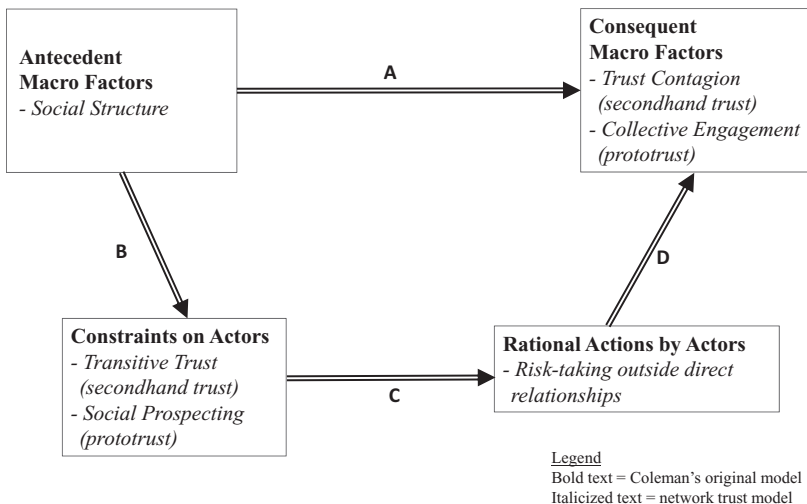 Antecedent
Macro Factors
- Social Structure
A
Consequent
Macro Factors
- Trust Contagion
(secondhand trust)
- Collective Engagement
(prototrust)
B
D
Constraints on Actors
- Transitive Trust
(secondhand trust)
- Social Prospecting
(prototrust)
C
Rational Actions by Actors
- Risk-taking outside direct
relationships
Legend
Bold text = Coleman's original model
Italicized text = network trust model